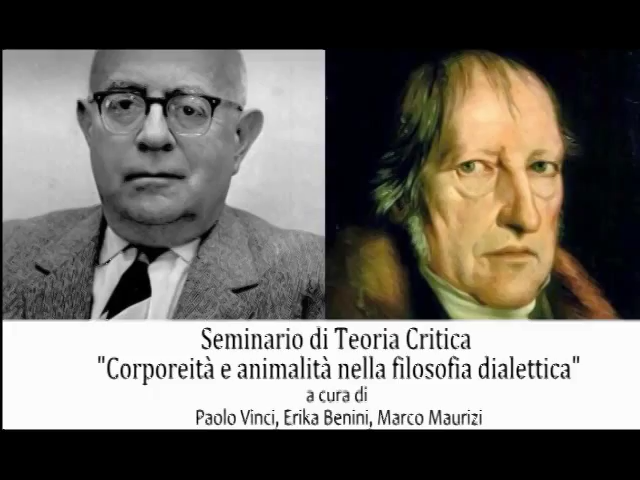 Seminario di Teoria Critica
"Corporeità e animalità nella filosofia dialettica"
a cura di
Paolo Vinci, Erika Benini, Marco Maurizi